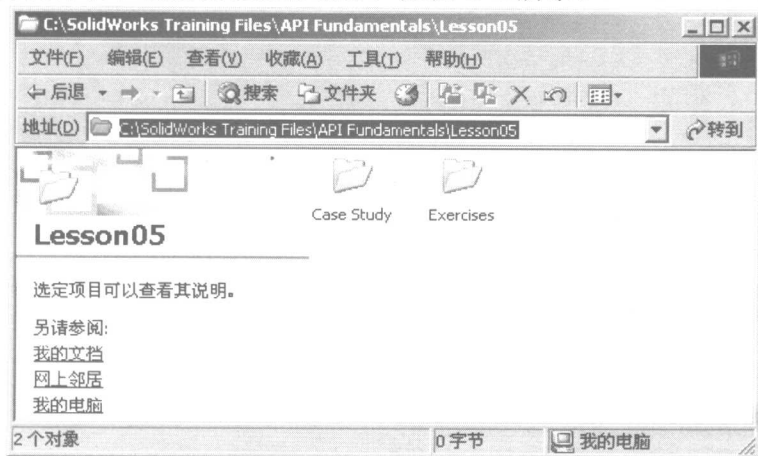 C:\SolidWorks Training Files\API Fundamentals\Lesson05
文件(F) 编辑(E) 查看(V) 收藏(A) 工具(T) 帮助(H)
后退 搜索 文件夹
地址(D) C:\SolidWorks Training Files\API Fundamentals\Lesson05 转到
Case Study Exercises
Lesson05
选定项目可以查看其说明。
另请参阅:
我的文档
网上邻居
我的电脑
2 个对象 0 字节 我的电脑